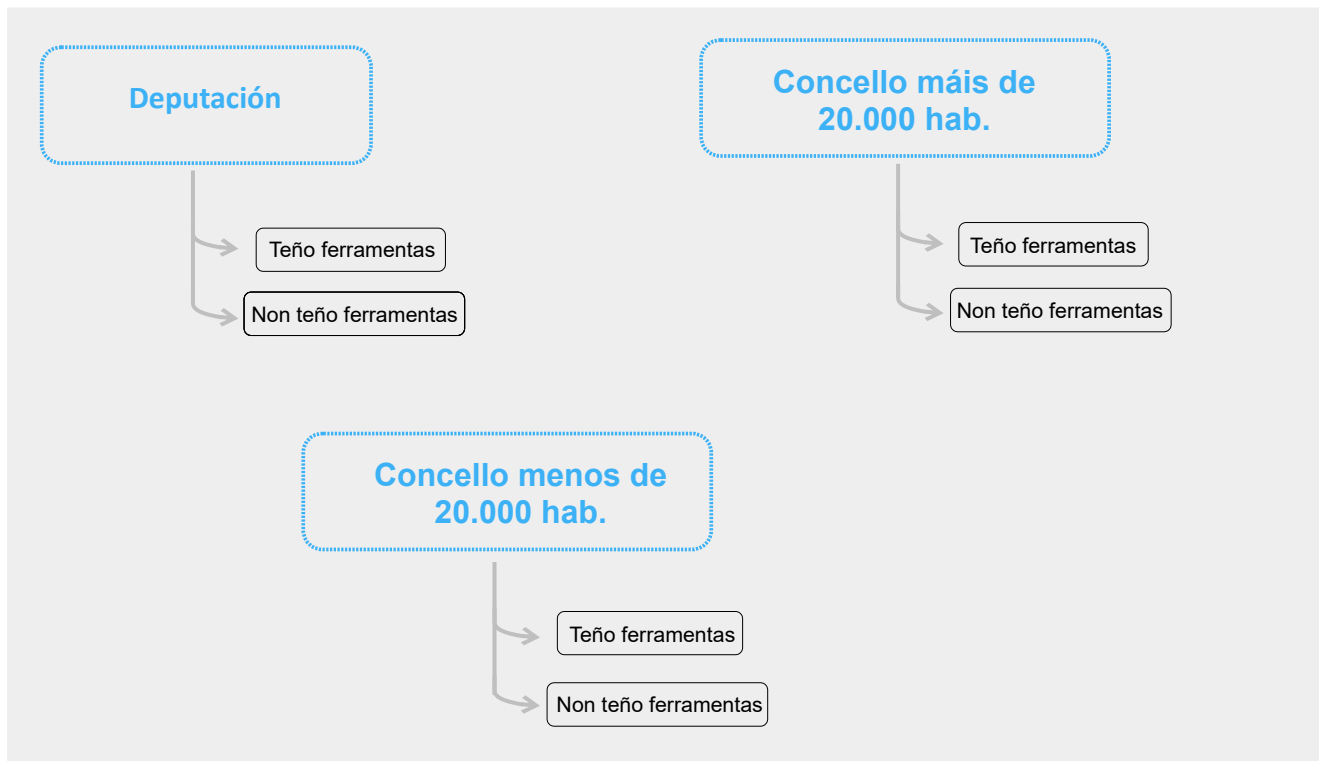 Deputación
Teño ferramentas
Non teño ferramentas
Concello máis de
20.000 hab.
Teño ferramentas
Non teño ferramentas
Concello menos de
20.000 hab.
Teño ferramentas
Non teño ferramentas